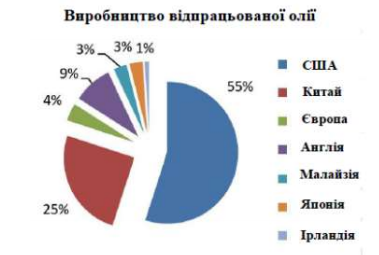 Виробництво відпрацьованої олії
3% 3% 1%
9%
4%
25%
55%
США
Китай
Європа
Англія
Малайзія
Японія
Ірландія